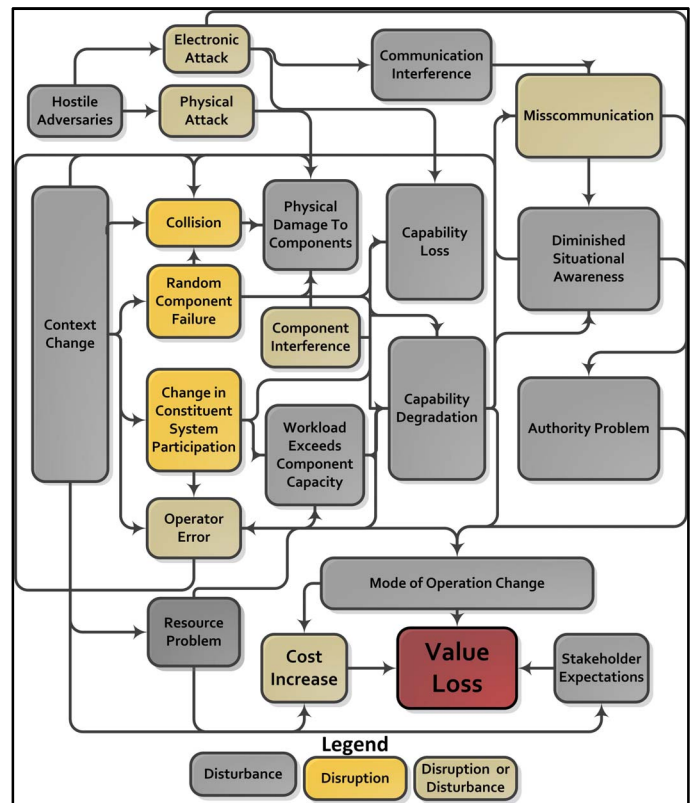 Electronic
Attack
Communication
Interference
Hostile
Adversaries
Physical
Attack
Misscommunication
Context
Change
Collision
Physical
Damage To
Components
Capability
Loss
Diminished
Situational
Awareness
Random
Component
Failure
Component
Interference
Change in
Constituent
System
Participation
Workload
Exceeds
Component
Capacity
Capability
Degradation
Authority Problem
Operator
Error
Mode of Operation Change
Resource
Problem
Cost
Increase
Value
Loss
Stakeholder
Expectations
Legend
Disturbance
Disruption
Disruption or
Disturbance